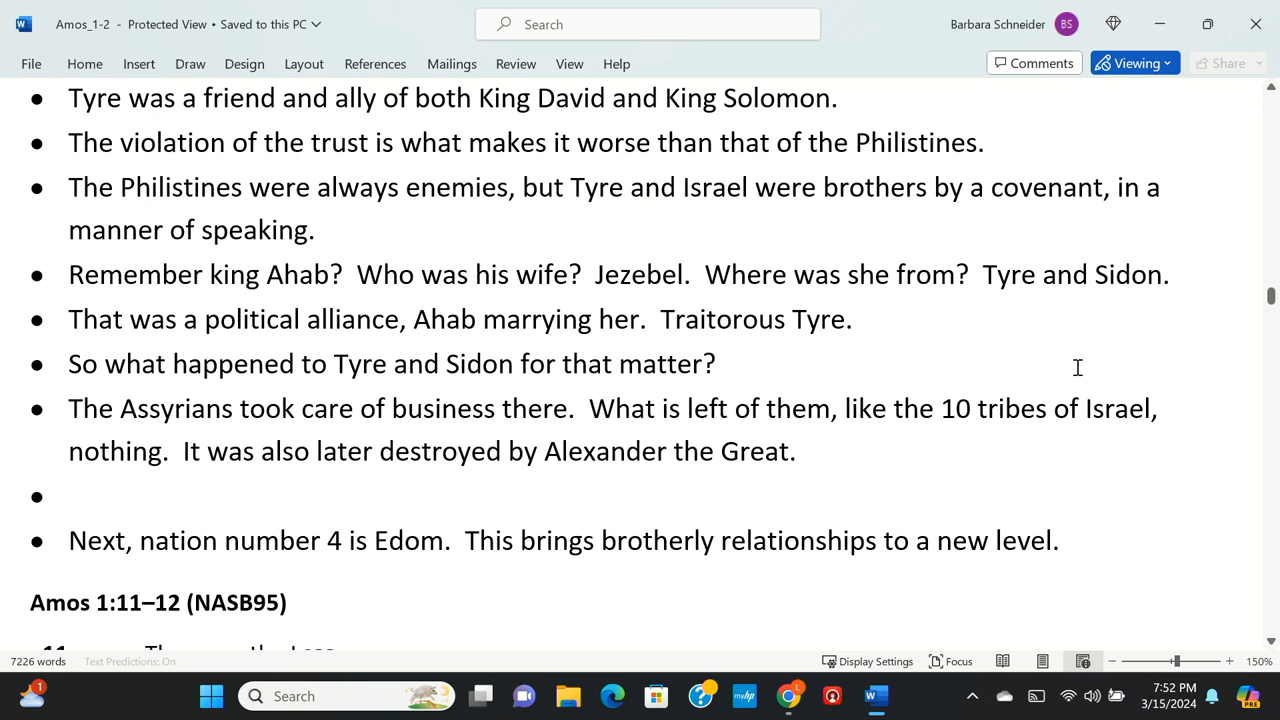 Amos_1-2 - Protected View • Saved to this PC
Search
Barbara Schneider BS
File Home Insert Draw Design Layout References Mailings Review View Help Comments Viewing Share
• Tyre was a friend and ally of both King David and King Solomon.
• The violation of the trust is what makes it worse than that of the Philistines.
• The Philistines were always enemies, but Tyre and Israel were brothers by a covenant, in a
manner of speaking.
• Remember king Ahab?  Who was his wife?  Jezebel.  Where was she from?  Tyre and Sidon.
• That was a political alliance, Ahab marrying her.  Traitorous Tyre.
• So what happened to Tyre and Sidon for that matter?
• The Assyrians took care of business there.  What is left of them, like the 10 tribes of Israel,
nothing.  It was also later destroyed by Alexander the Great.
•
• Next, nation number 4 is Edom.  This brings brotherly relationships to a new level.
Amos 1:11–12 (NASB95)
7226 words Text Predictions: On Display Settings Focus 150%
1 Search myhp L PRE
7:52 PM
3/15/2024